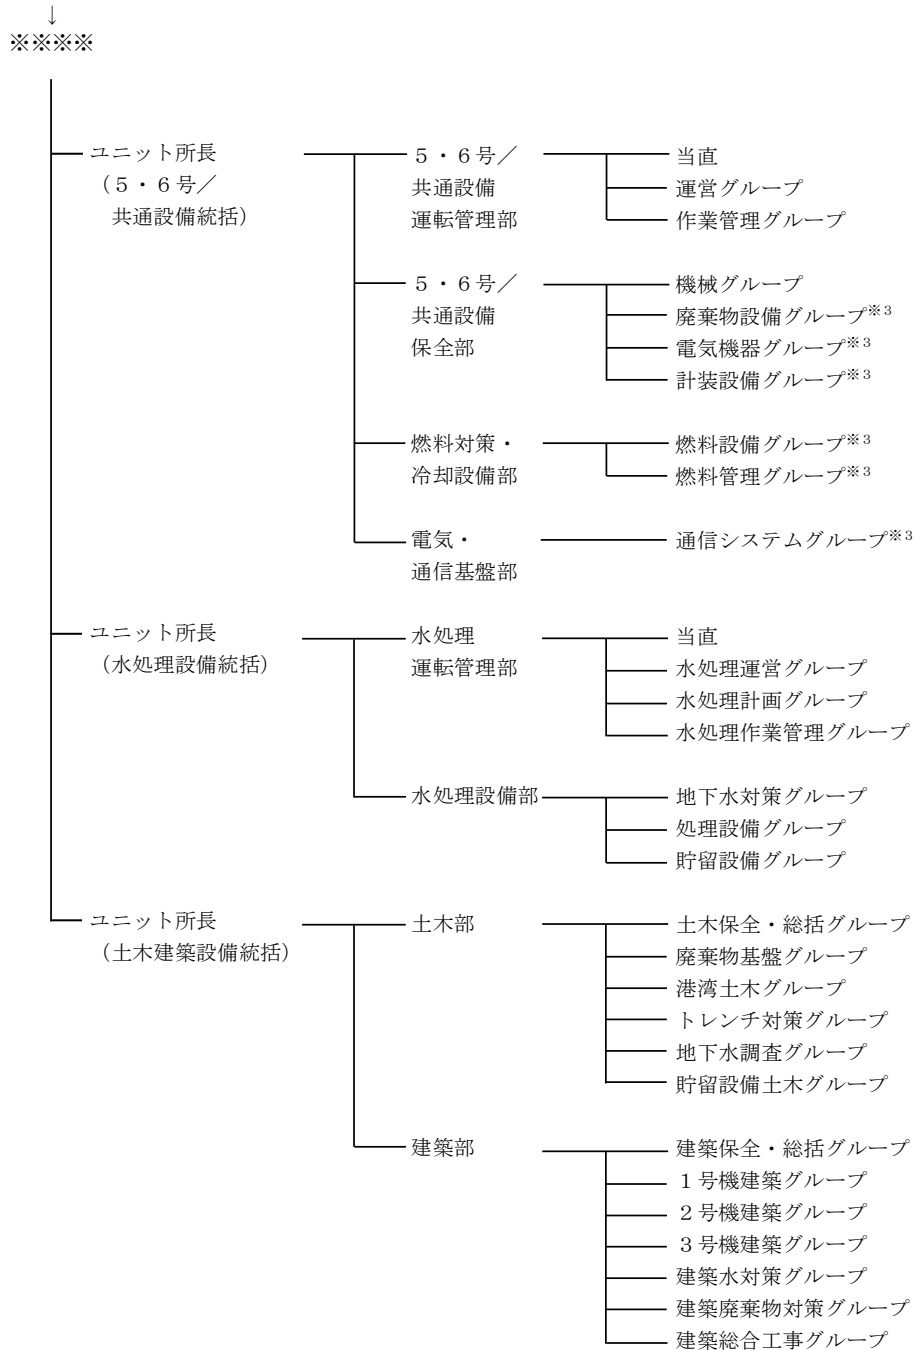 ↓
※※※※
ユニット所長
（５・６号／
共通設備統括）
５・６号／
共通設備
運転管理部
当直
運営グループ
作業管理グループ
５・６号／
共通設備
保全部
機械グループ
廃棄物設備グループ※3
電気機器グループ※3
計装設備グループ※3
燃料対策・
冷却設備部
燃料設備グループ※3
燃料管理グループ※3
電気・
通信基盤部
通信システムグループ※3
ユニット所長
（水処理設備統括）
水処理
運転管理部
当直
水処理運営グループ
水処理計画グループ
水処理作業管理グループ
水処理設備部
地下水対策グループ
処理設備グループ
貯留設備グループ
ユニット所長
（土木建築設備統括）
土木部
土木保全・総括グループ
廃棄物基盤グループ
港湾土木グループ
トレンチ対策グループ
地下水調査グループ
貯留設備土木グループ
建築部
建築保全・総括グループ
１号機建築グループ
２号機建築グループ
３号機建築グループ
建築水対策グループ
建築廃棄物対策グループ
建築総合工事グループ